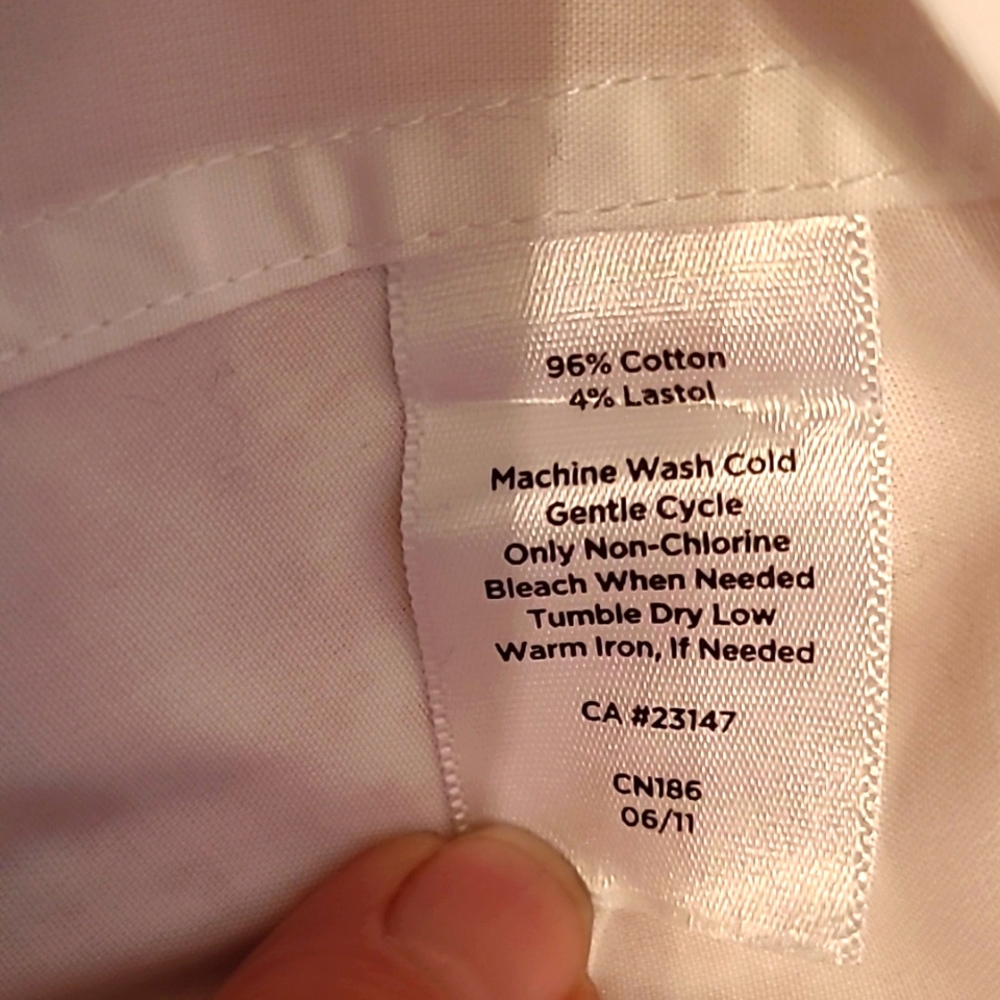 96% Cotton
4% Lastol
Machine Wash Cold
Gentle Cycle
Only Non-Chlorine
Bleach When Needed
Tumble Dry Low
Warm Iron, If Needed
CA #23147
CN186
06/11